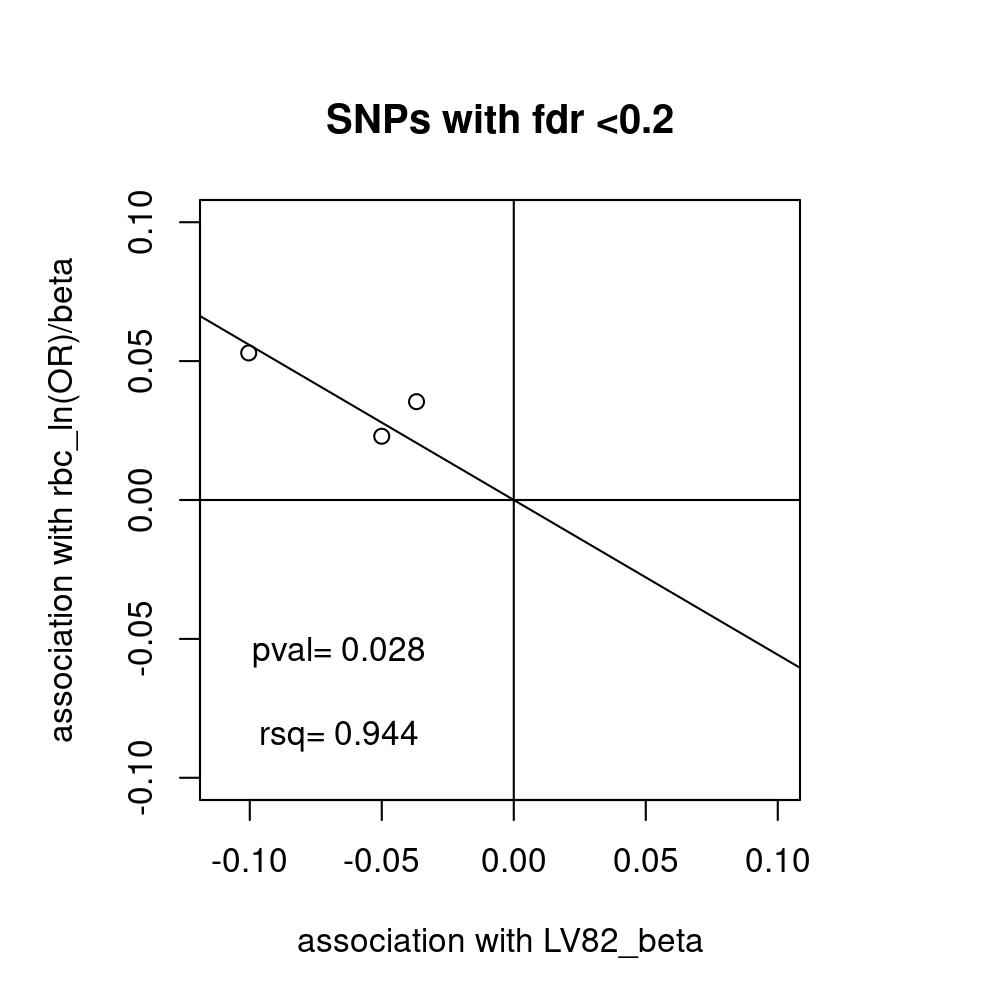 SNPs with fdr <0.2
association with rbc_ln(OR)/beta
0.10
0.05
0.00
-0.05
-0.10
pval= 0.028
rsq= 0.944
-0.10 -0.05 0.00 0.05 0.10
association with LV82_beta